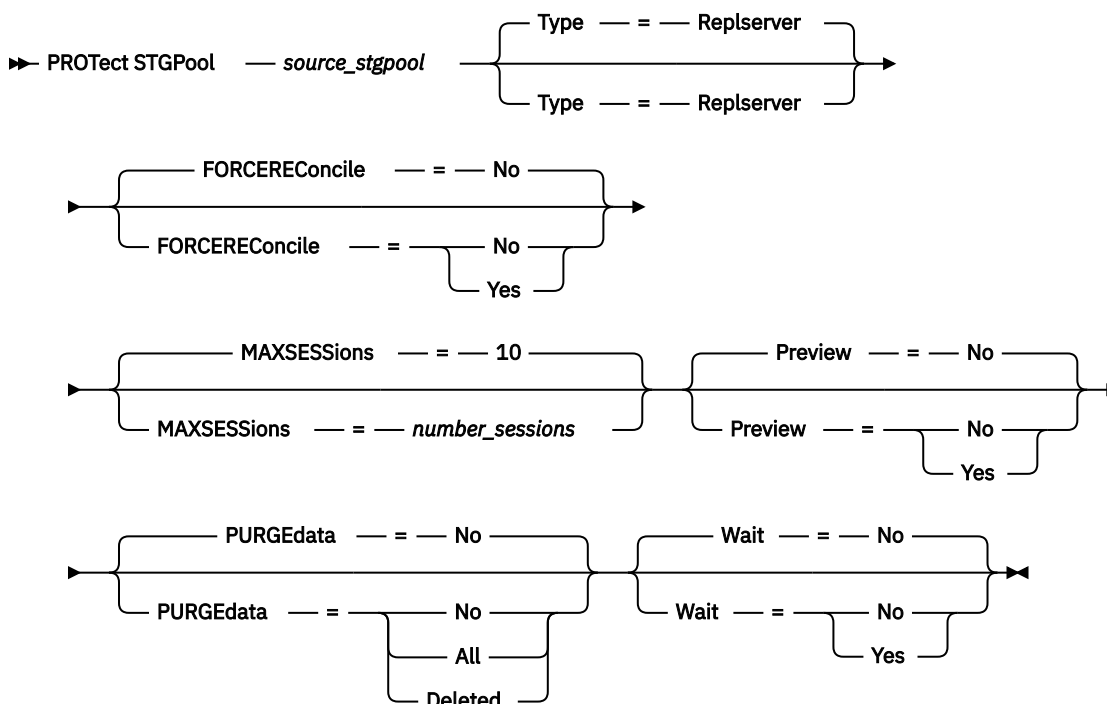 Type = Replserver
PROTect STGPool source_stgpool
Type = Replserver
FORCEREConcile = No
FORCEREConcile = No
Yes
MAXSESSions = 10 Preview = No
MAXSESSions = number_sessions Preview = No
Yes
PURGEdata = No Wait = No
PURGEdata = No Wait = No
All Yes
Deleted